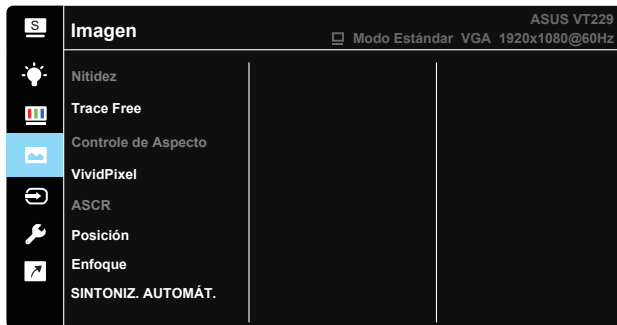 S
Imagen
ASUS VT229
Modo Estándar VGA 1920x1080@60Hz
Nitidez
Trace Free
Controle de Aspecto
VividPixel
ASCR
Posición
Enfoque
SINTONIZ. AUTOMÁT.